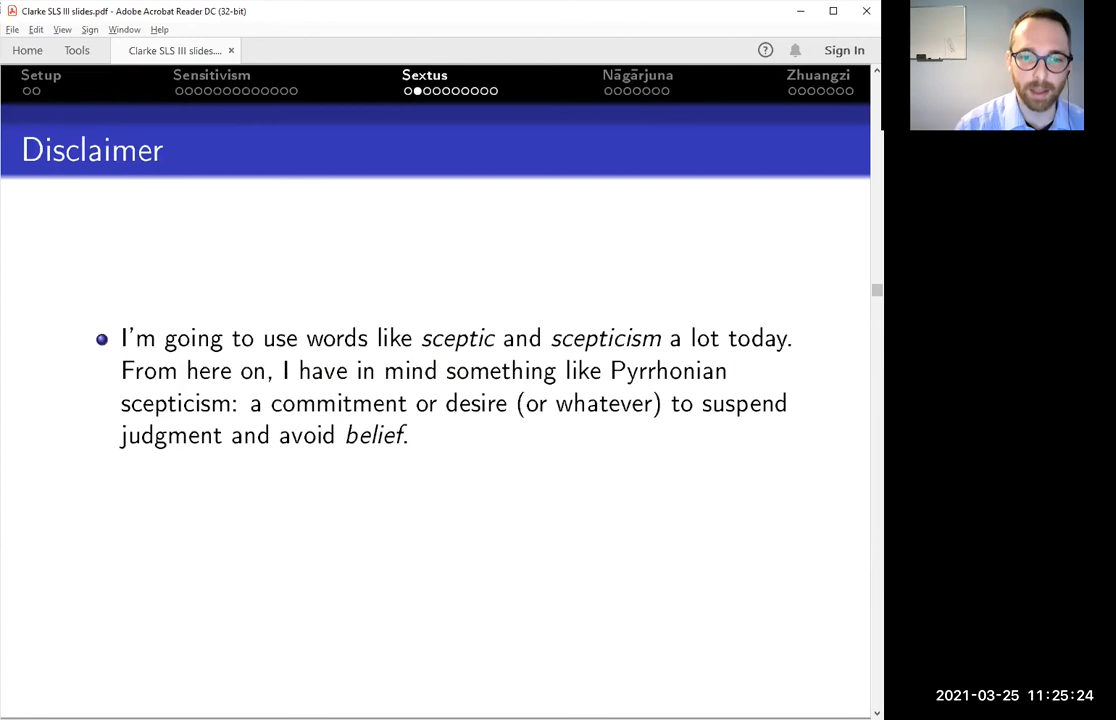 Clarke SLS III slides.pdf - Adobe Acrobat Reader DC (32-bit)
File Edit View Sign Window Help
Home Tools Clarke SLS III slides.... × Sign In
Setup Sensitivism Sextus Nāgārjuna Zhuangzi
Disclaimer
I'm going to use words like sceptic and scepticism a lot today.
From here on, I have in mind something like Pyrrhonian
scepticism: a commitment or desire (or whatever) to suspend
judgment and avoid belief.
2021-03-25 11:25:24